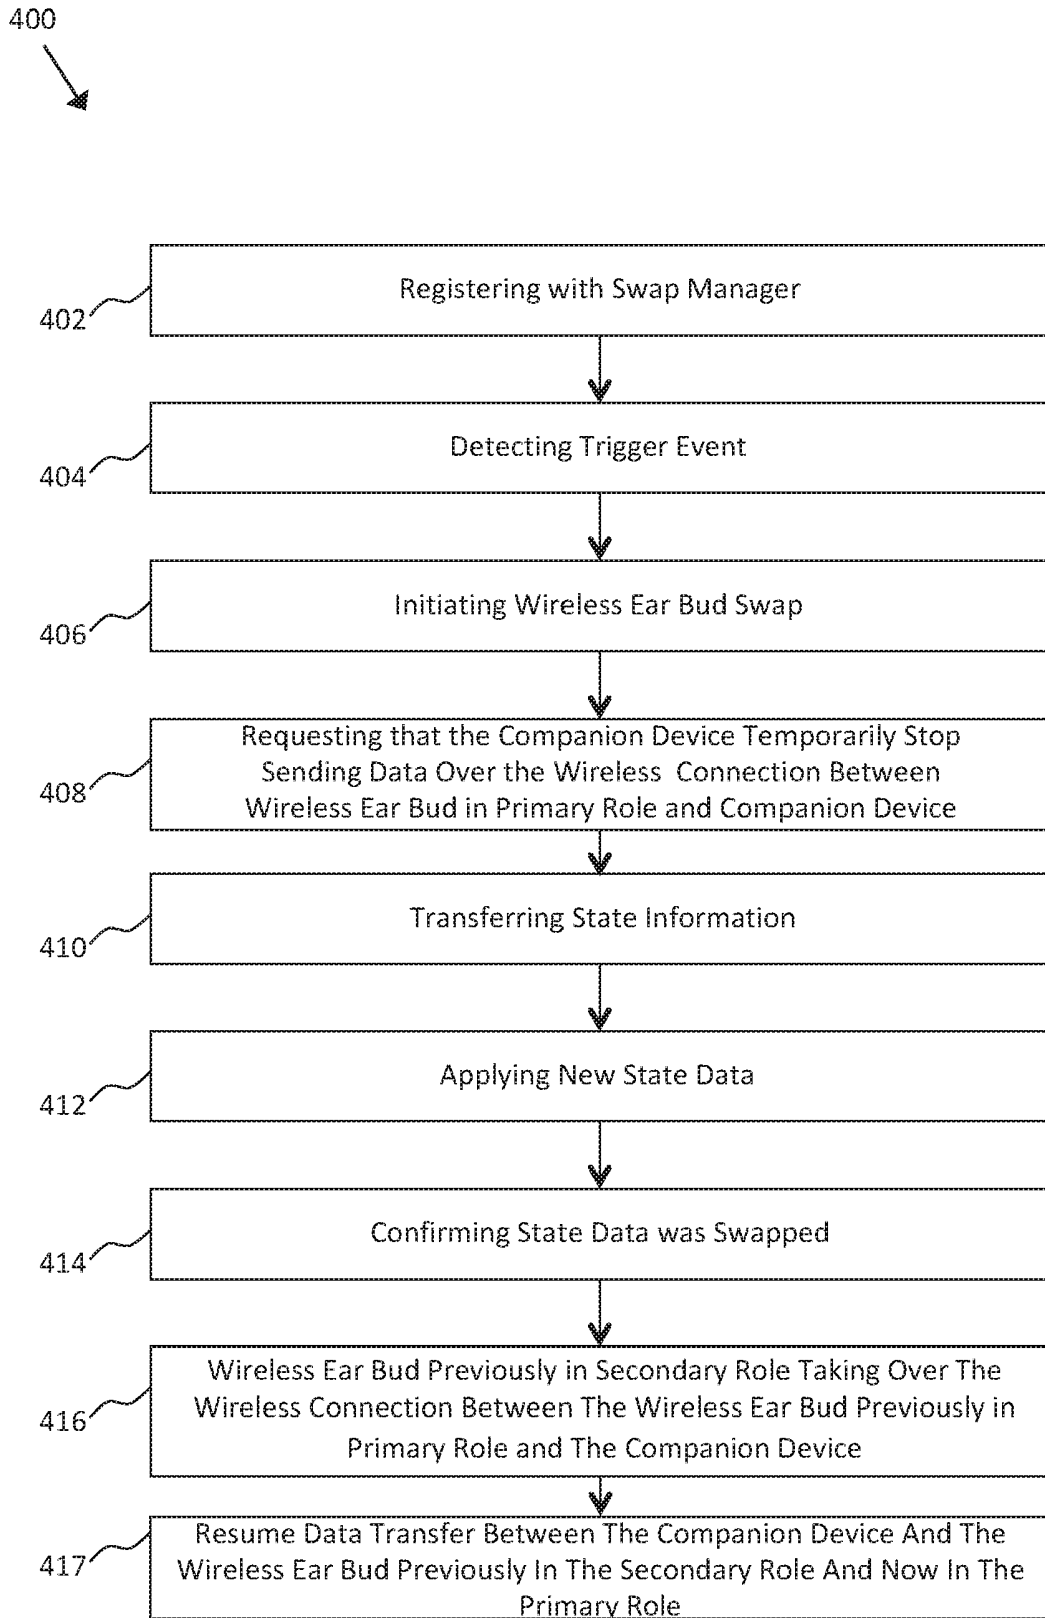 400
Registering with Swap Manager
402
Detecting Trigger Event
404
Initiating Wireless Ear Bud Swap
406
Requesting that the Companion Device Temporarily Stop
Sending Data Over the Wireless Connection Between
Wireless Ear Bud in Primary Role and Companion Device
408
Transferring State Information
410
Applying New State Data
412
Confirming State Data was Swapped
414
Wireless Ear Bud Previously in Secondary Role Taking Over The
Wireless Connection Between The Wireless Ear Bud Previously in
Primary Role and The Companion Device
416
Resume Data Transfer Between The Companion Device And The
Wireless Ear Bud Previously In The Secondary Role And Now In The
Primary Role
417